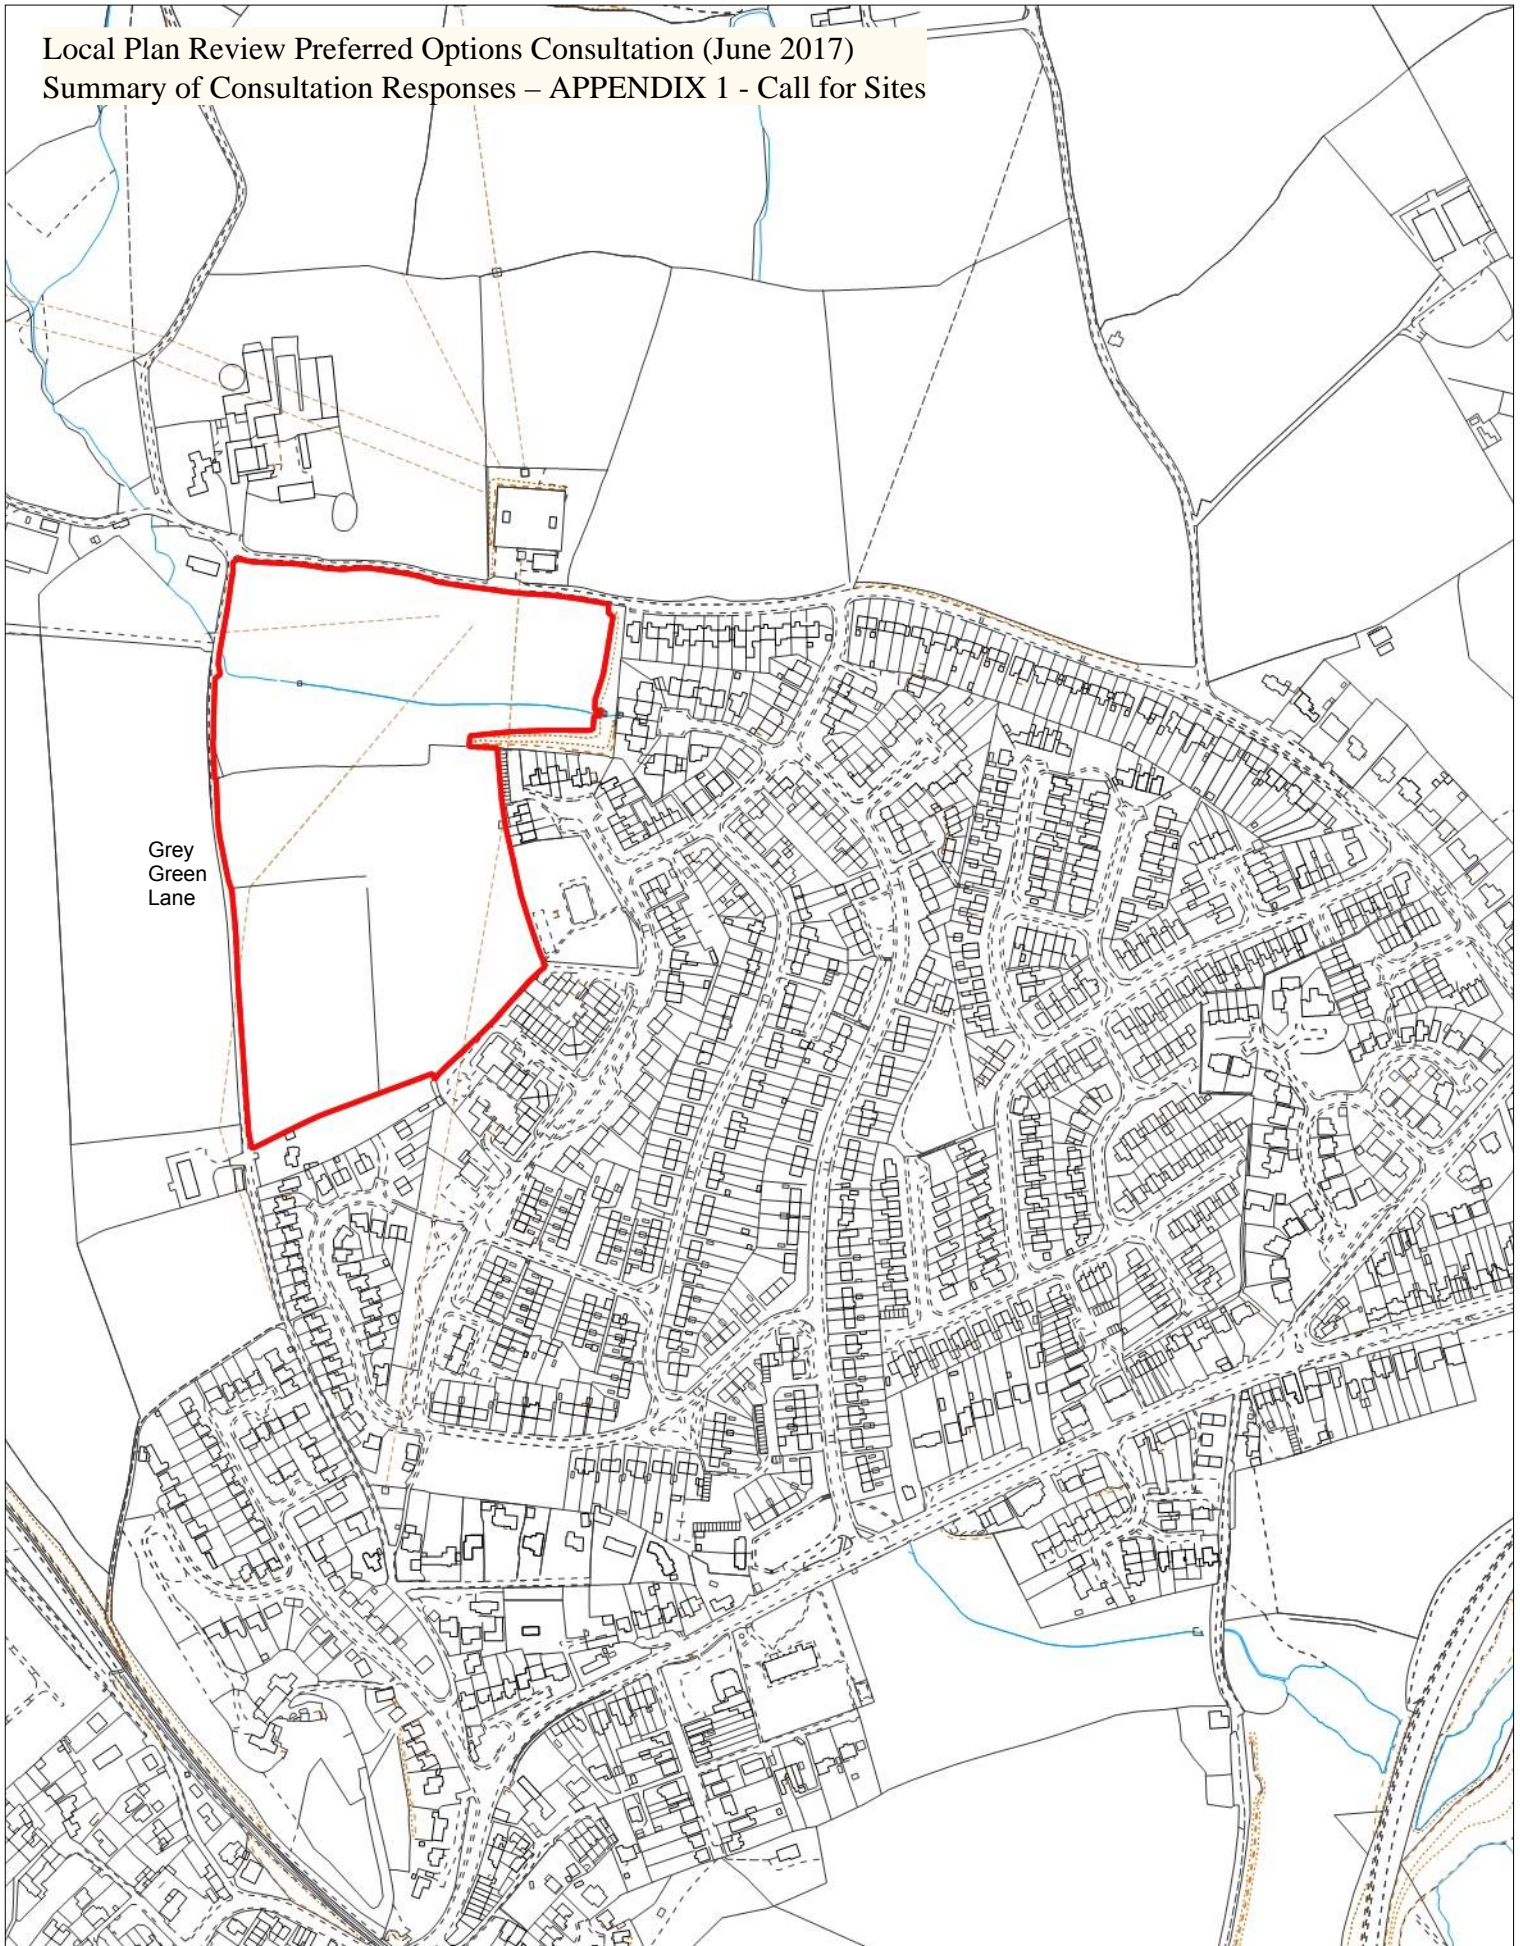 Local Plan Review Preferred Options Consultation (June 2017)
Summary of Consultation Responses – APPENDIX 1 - Call for Sites
Grey
Green
Lane